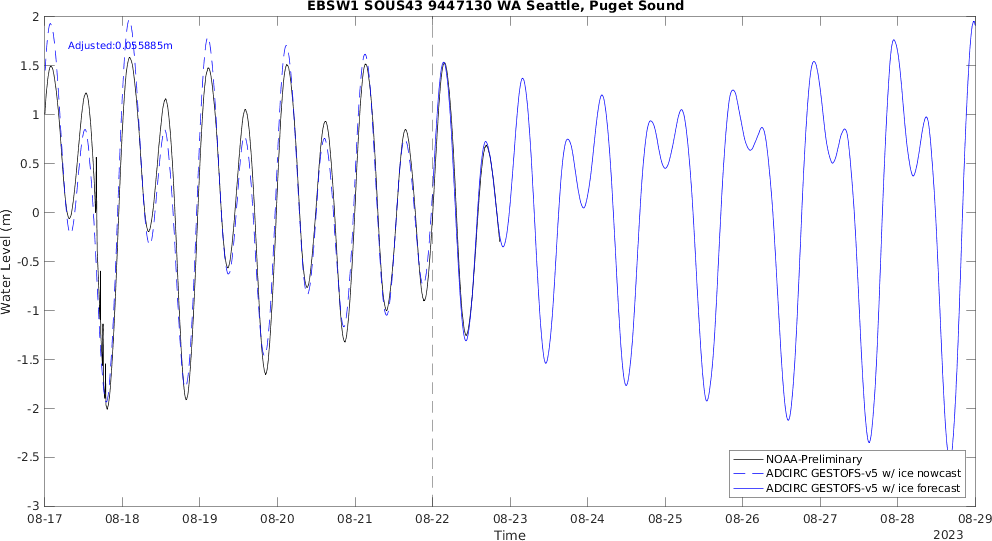 EBSW1 SOUS43 9447130 WA Seattle, Puget Sound
Adjusted:0.055885m
2
1.5
1
0.5
0
-0.5
-1
-1.5
-2
-2.5
-3
Water Level (m)
NOAA-Preliminary
ADCIRC GESTOFS-v5 w/ ice nowcast
ADCIRC GESTOFS-v5 w/ ice forecast
08-17 08-18 08-19 08-20 08-21 08-22 08-23 08-24 08-25 08-26 08-27 08-28 08-29
Time
2023